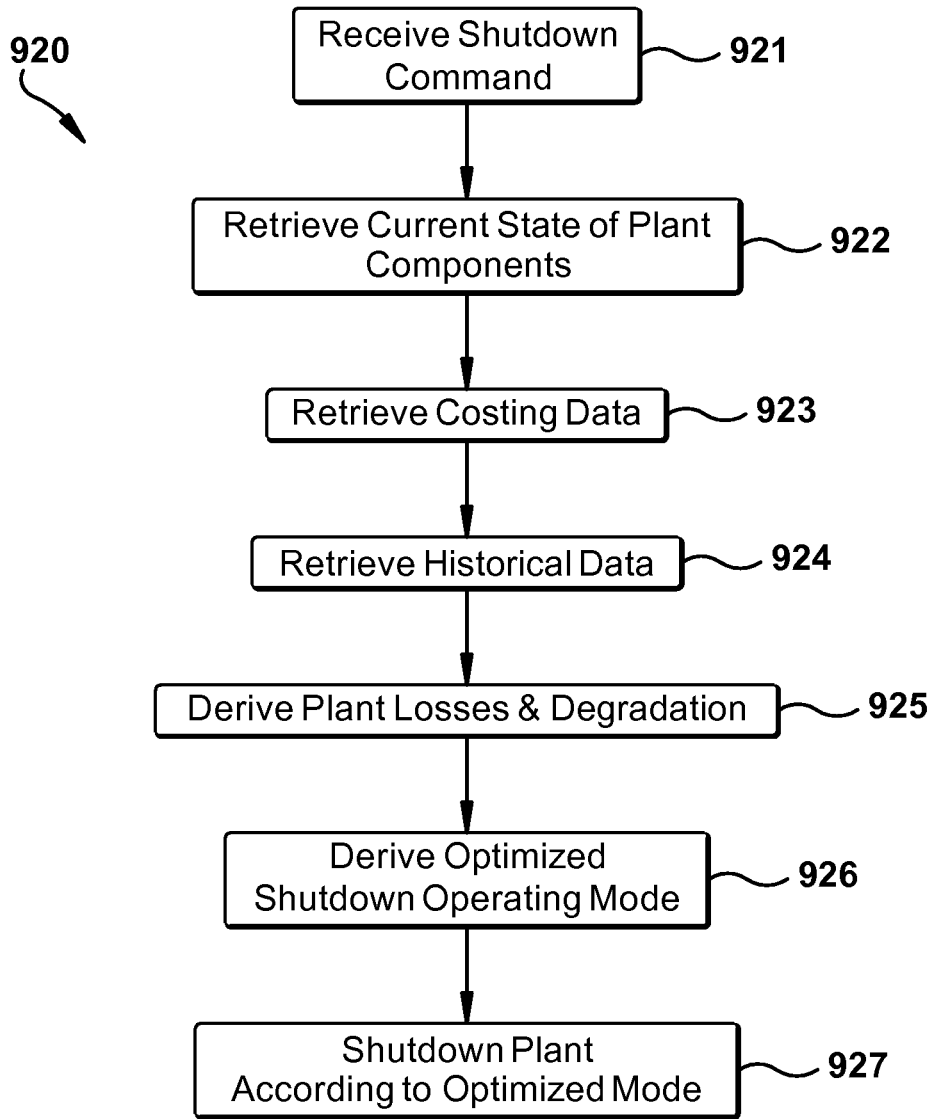 920
Receive Shutdown
Command
921
Retrieve Current State of Plant
Components
922
Retrieve Costing Data
923
Retrieve Historical Data
924
Derive Plant Losses & Degradation
925
Derive Optimized
Shutdown Operating Mode
926
Shutdown Plant
According to Optimized Mode
927